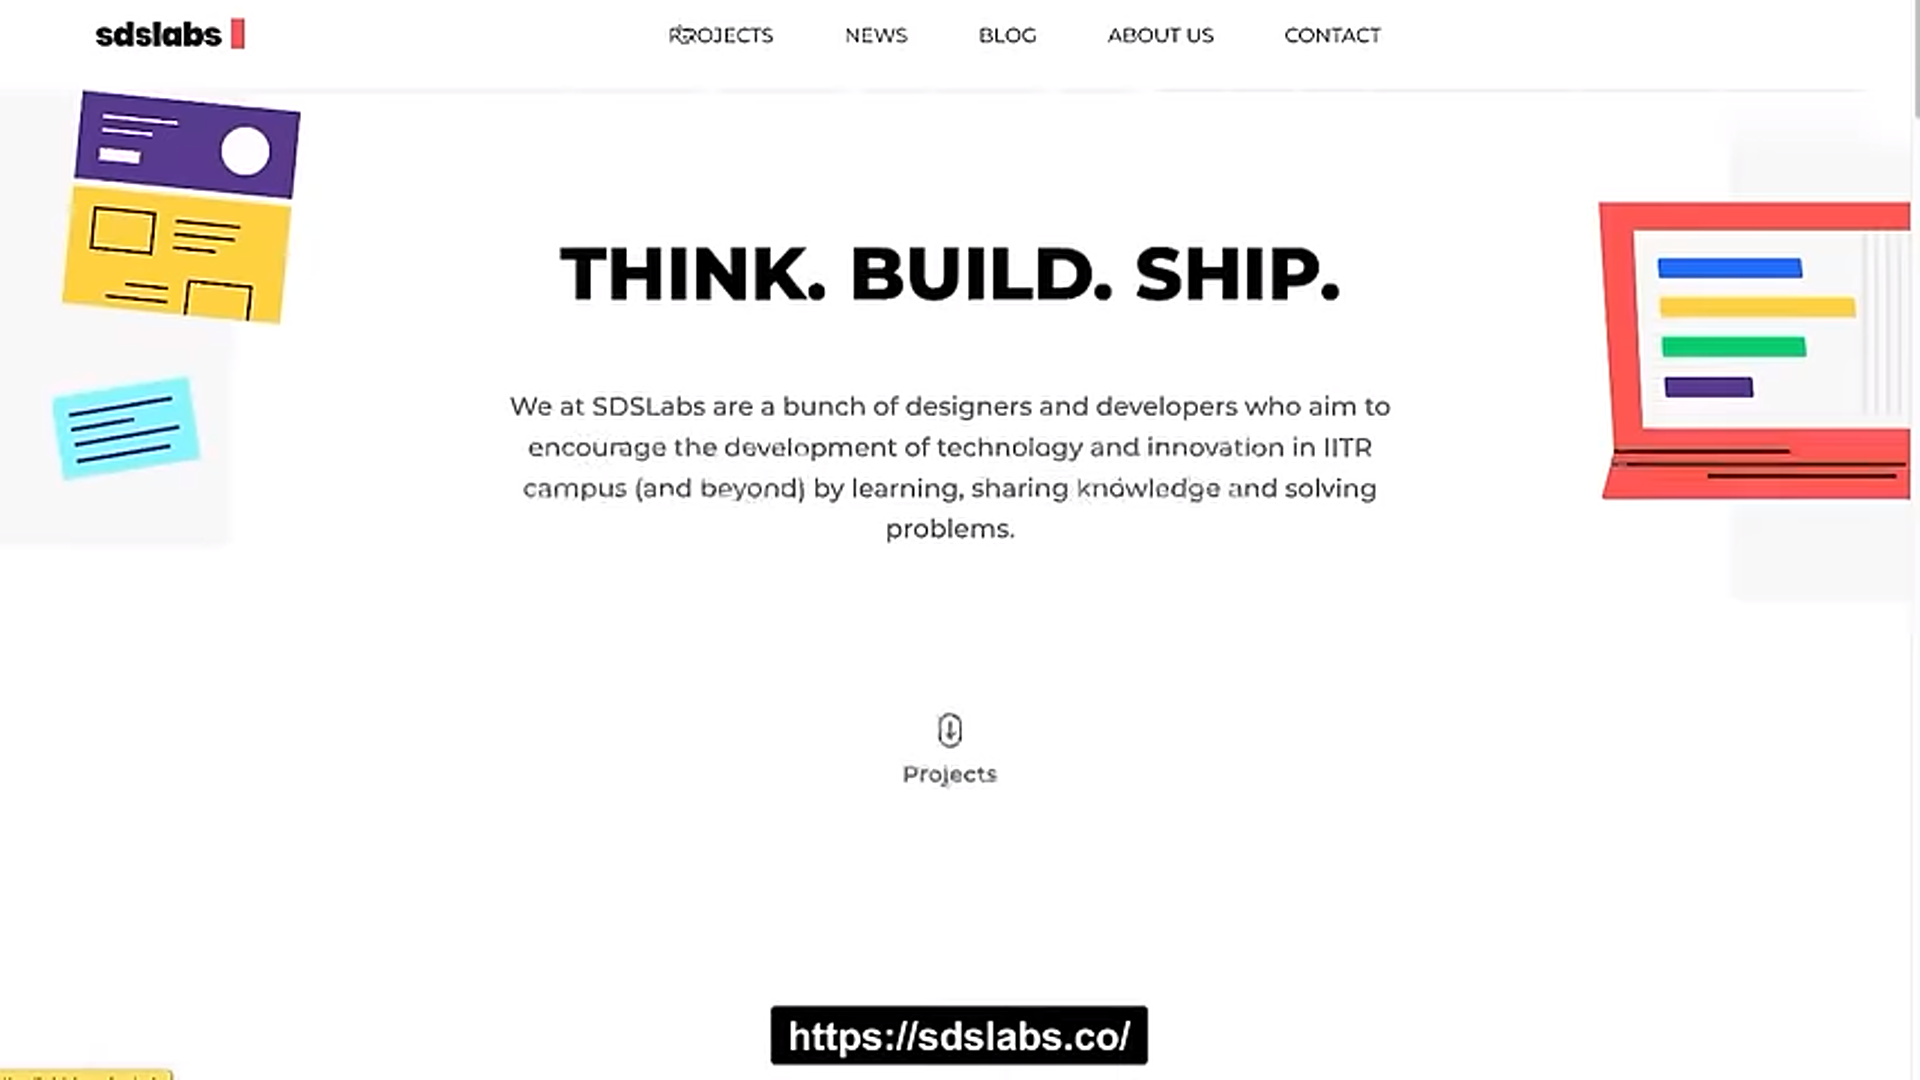 sdslabs
PROJECTS NEWS BLOG ABOUT US CONTACT
THINK. BUILD. SHIP.
We at SDSLabs are a bunch of designers and developers who aim to
encourage the development of technology and innovation in IITR
campus (and beyond) by learning, sharing knowledge and solving
problems.
Projects
https://sdslabs.co/